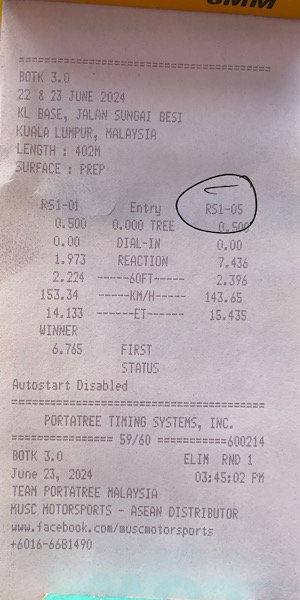 5MM
==========================================
BOTK 3.0
22 & 23 JUNE 2024
KL BASE, JALAN SUNGAI BESI
KUALA LUMPUR, MALAYSIA
LENGTH : 402M
SURFACE : PREP
RS1-01 Entry RS1-05
0.500 0.000 TREE 0.500
0.00 DIAL-IN 0.00
1.973 REACTION 7.436
2.224 -----60FT----- 2.396
153.34 -----KM/H----- 143.65
14.133 ------ET------ 15.435
WINNER
6.765 FIRST
STATUS
Autostart Disabled
==========================================
PORTATREE TIMING SYSTEMS, INC.
================ 59/60 ===========600214
BOTK 3.0 ELIM RND 1
June 23, 2024 03:45:02 PM
TEAM PORTATREE MALAYSIA
MUSC MOTORSPORTS - ASEAN DISTRIBUTOR
www.facebook.com/muscmotorsports
+6016-6681490